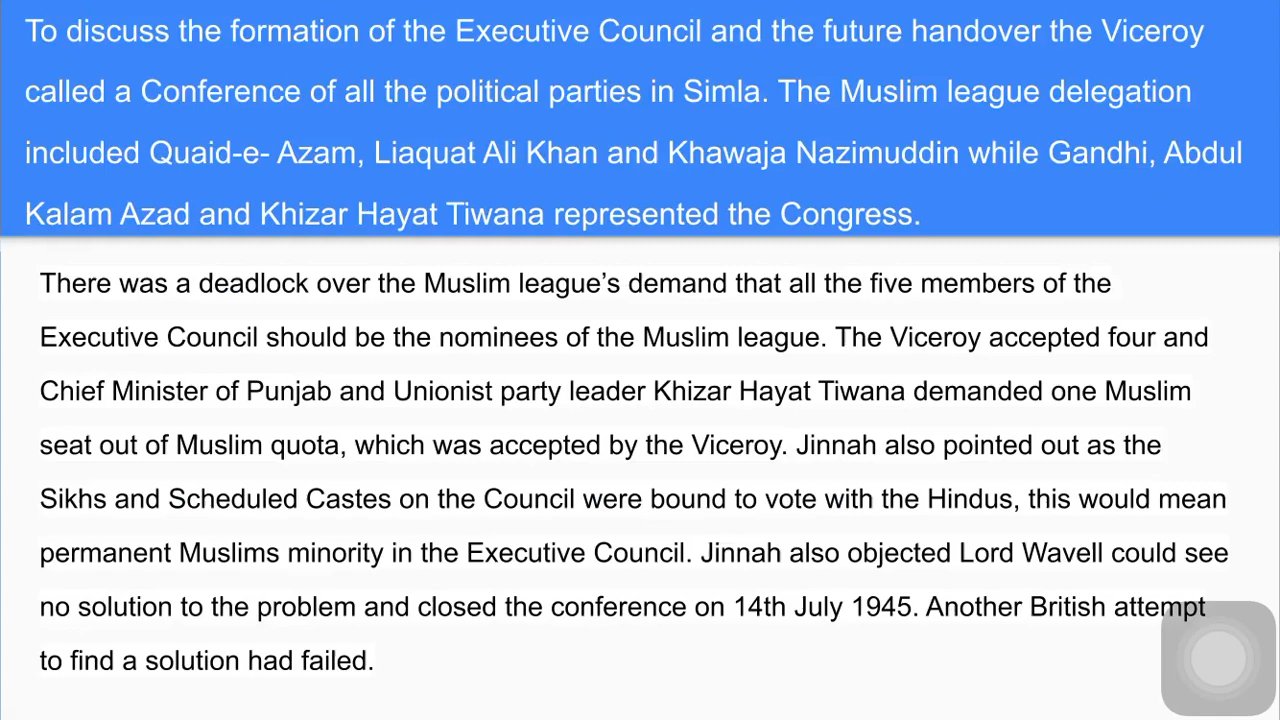 To discuss the formation of the Executive Council and the future handover the Viceroy
called a Conference of all the political parties in Simla. The Muslim league delegation
included Quaid-e- Azam, Liaquat Ali Khan and Khawaja Nazimuddin while Gandhi, Abdul
Kalam Azad and Khizar Hayat Tiwana represented the Congress.
There was a deadlock over the Muslim league’s demand that all the five members of the
Executive Council should be the nominees of the Muslim league. The Viceroy accepted four and
Chief Minister of Punjab and Unionist party leader Khizar Hayat Tiwana demanded one Muslim
seat out of Muslim quota, which was accepted by the Viceroy. Jinnah also pointed out as the
Sikhs and Scheduled Castes on the Council were bound to vote with the Hindus, this would mean
permanent Muslims minority in the Executive Council. Jinnah also objected Lord Wavell could see
no solution to the problem and closed the conference on 14th July 1945. Another British attempt
to find a solution had failed.